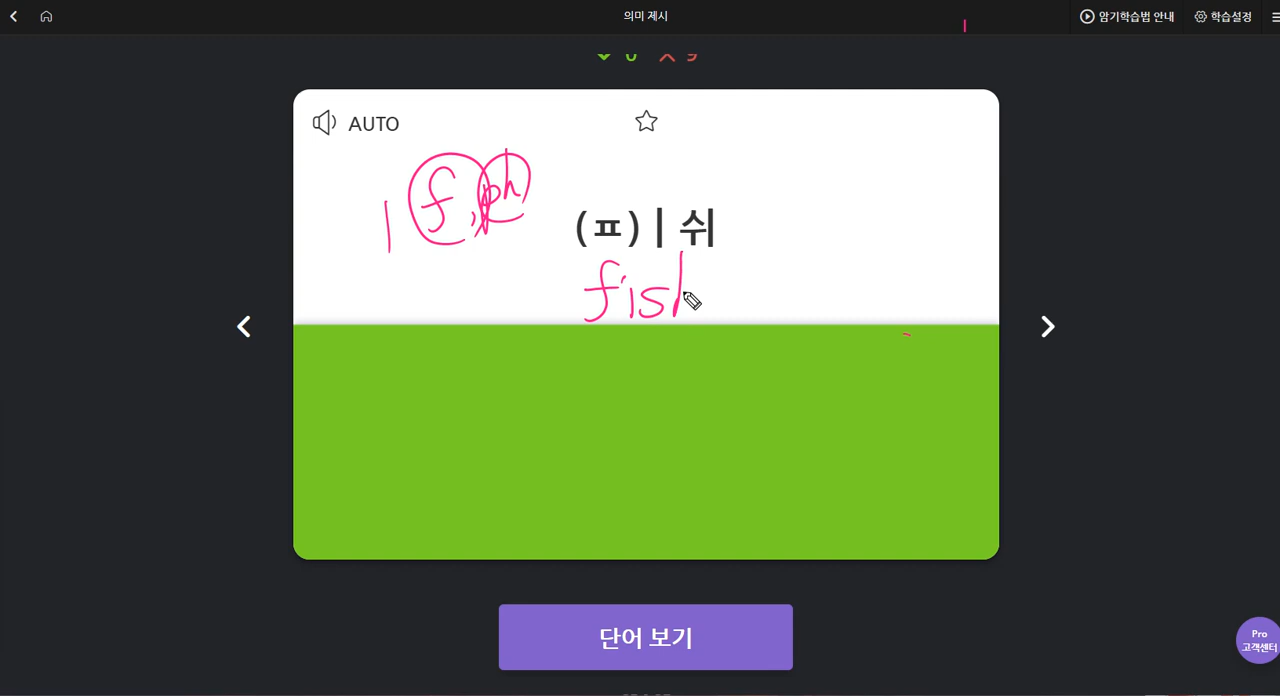 의미 제시
암기학습법 안내
학습설정
AUTO
f, ph
(ㅍ)ㅣ쉬
fish
단어 보기
Pro
고객센터